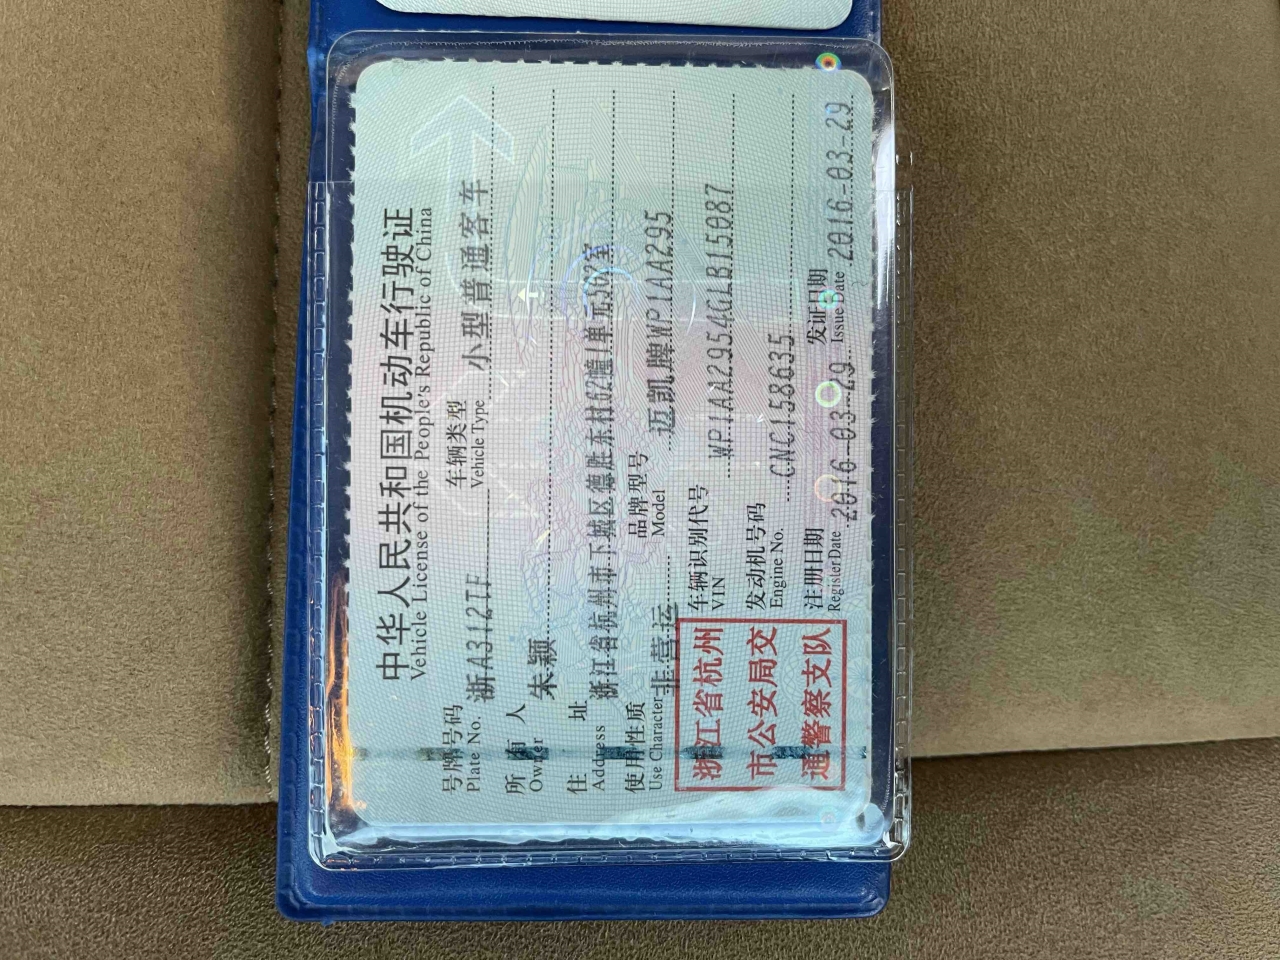 中华人民共和国机动车行驶证
Vehicle License of the People's Republic of China
号牌号码 浙A312TF 车辆类型 小型普通客车
Plate No. Vehicle Type
所有人 朱颖
Owner
住址 浙江省杭州市下城区德胜东村62幢1单元502室
Address
使用性质 非营运 品牌型号 迈凯牌WP1AA295
Use Character Model
浙江省杭州
市公安局交
通警察支队
车辆识别代号 WP1AA2954GLB15087
VIN
发动机号码 CNC158635
Engine No.
注册日期 2016-03-29 发证日期 2016-03-29
Register Date Issue Date